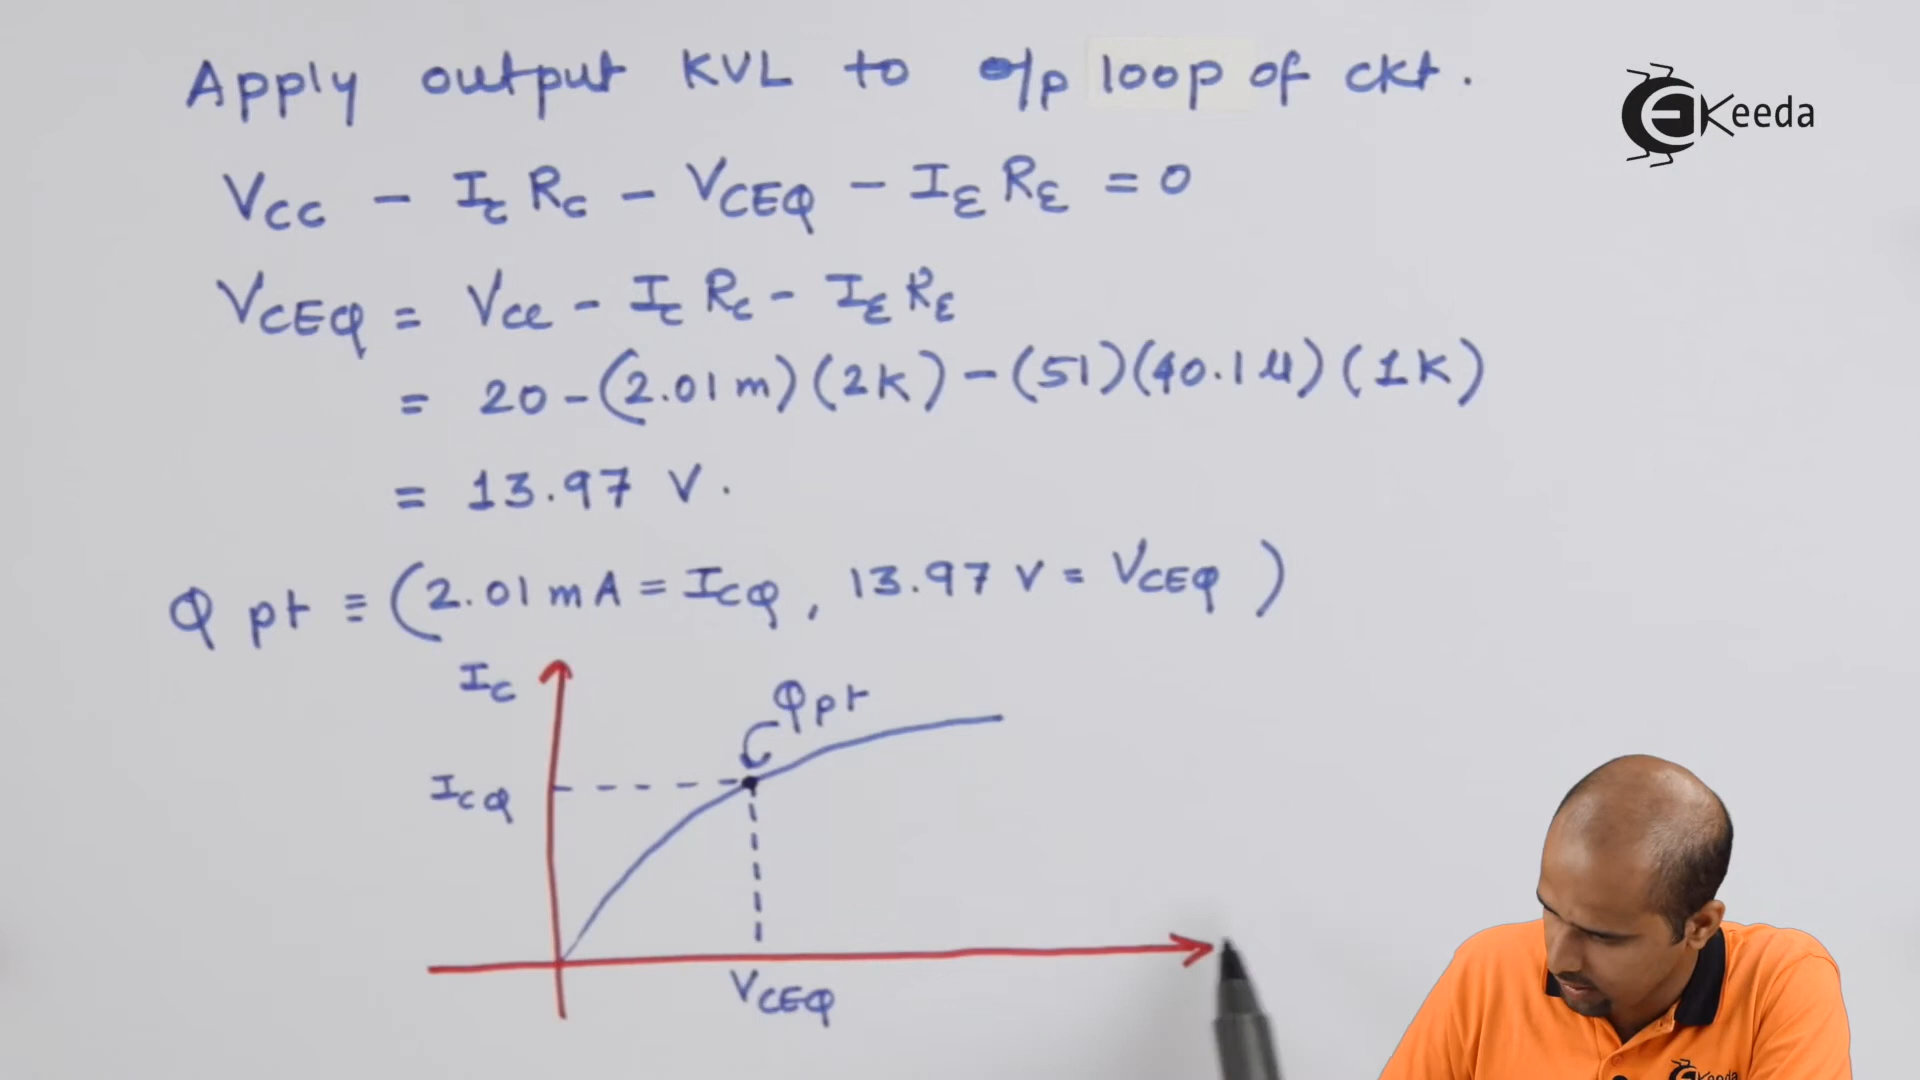 Apply output KVL to o/p loop of ckt.
EKeeda
VCC - IC RC - VCEQ - IE RE = 0
VCEQ = VCC - IC RC - IE RE
= 20 - (2.01 m) (2K) - (51) (40.1 µ) (1K)
= 13.97 V.
Q pt ≡ (2.01 mA = ICQ, 13.97 V = VCEQ)
IC
Q pt
ICQ
VCEQ
EKeeda